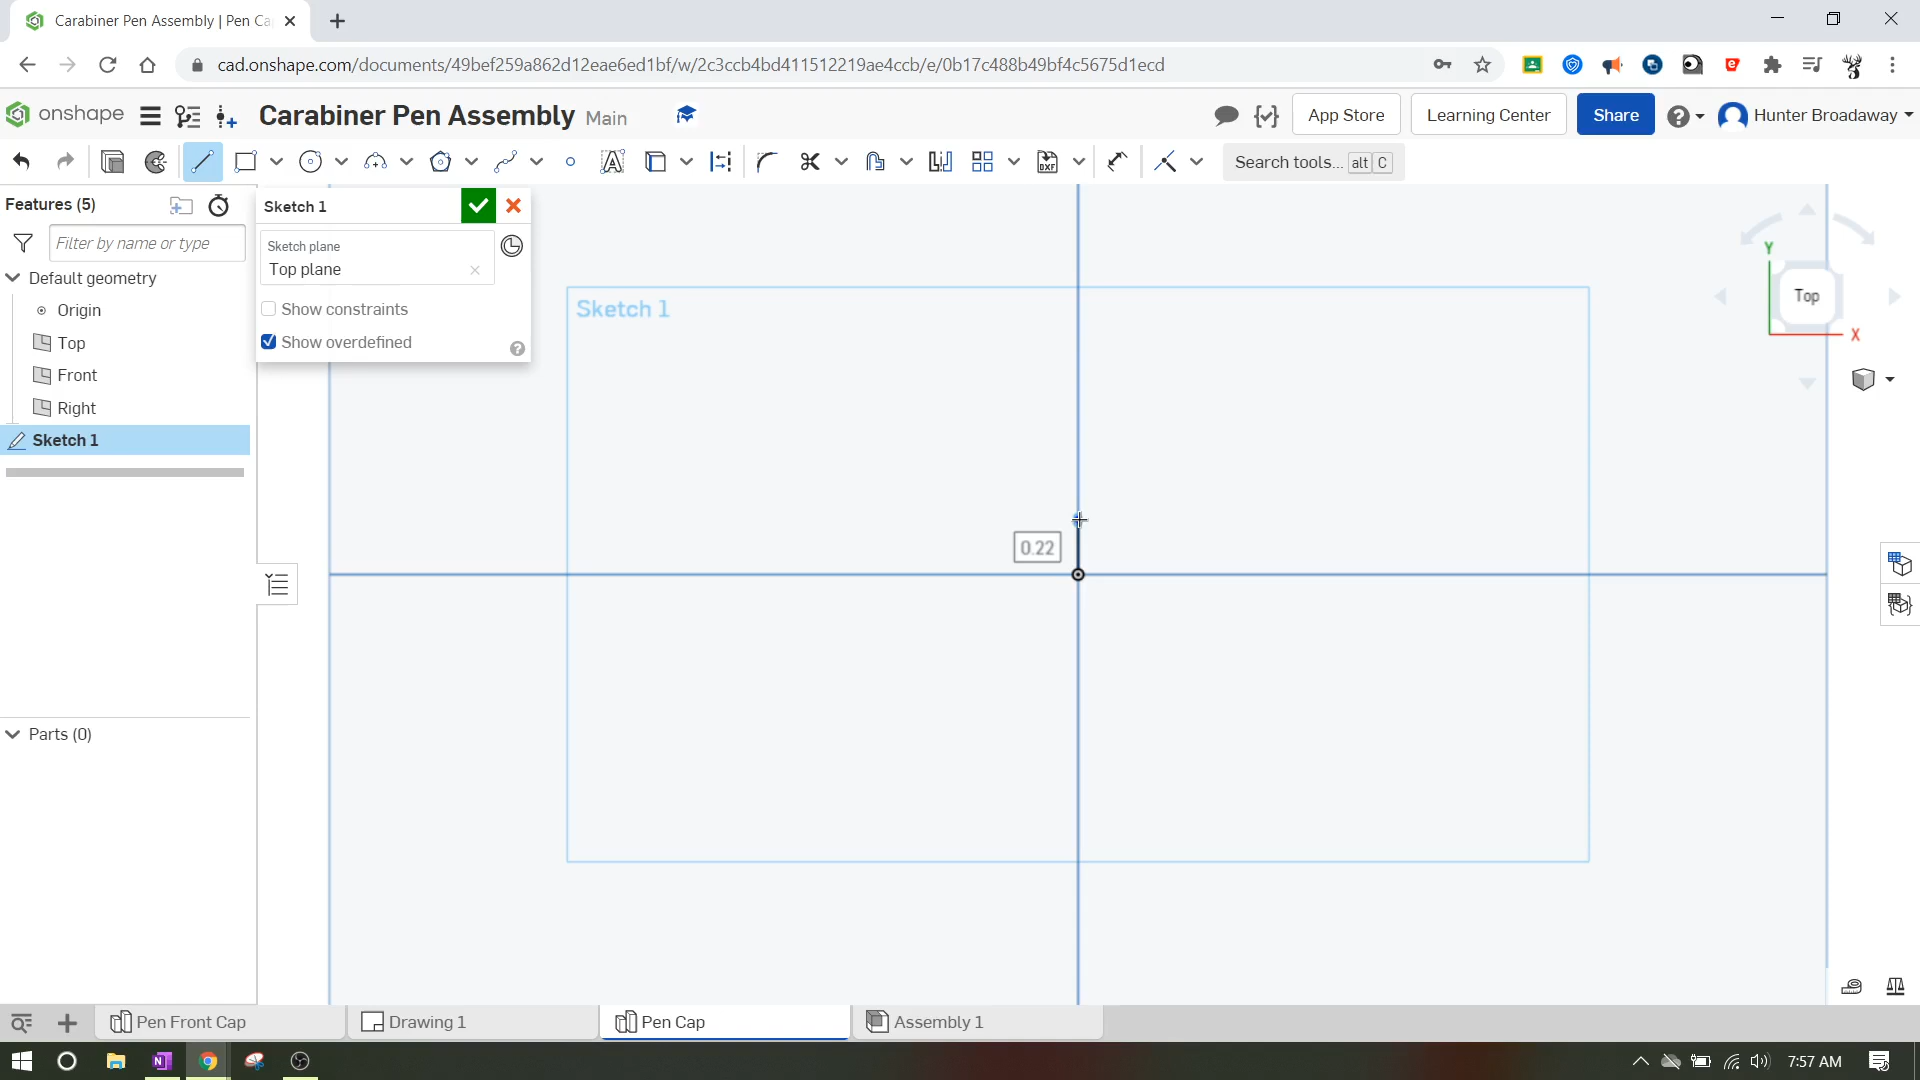 Carabiner Pen Assembly | Pen Ca
cad.onshape.com/documents/49bef259a862d12eae6ed1bf/w/2c3ccb4bd411512219ae4ccb/e/0b17c488b49bf4c5675d1ecd
onshape
Carabiner Pen Assembly Main
App Store
Learning Center
Share
Hunter Broadaway
Search tools... alt C
Features (5)
Filter by name or type
Default geometry
Origin
Top
Front
Right
Sketch 1
Parts (0)
Sketch 1
Sketch plane
Top plane
Show constraints
Show overdefined
Sketch 1
0.22
Y
Top
X
Pen Front Cap
Drawing 1
Pen Cap
Assembly 1
7:57 AM